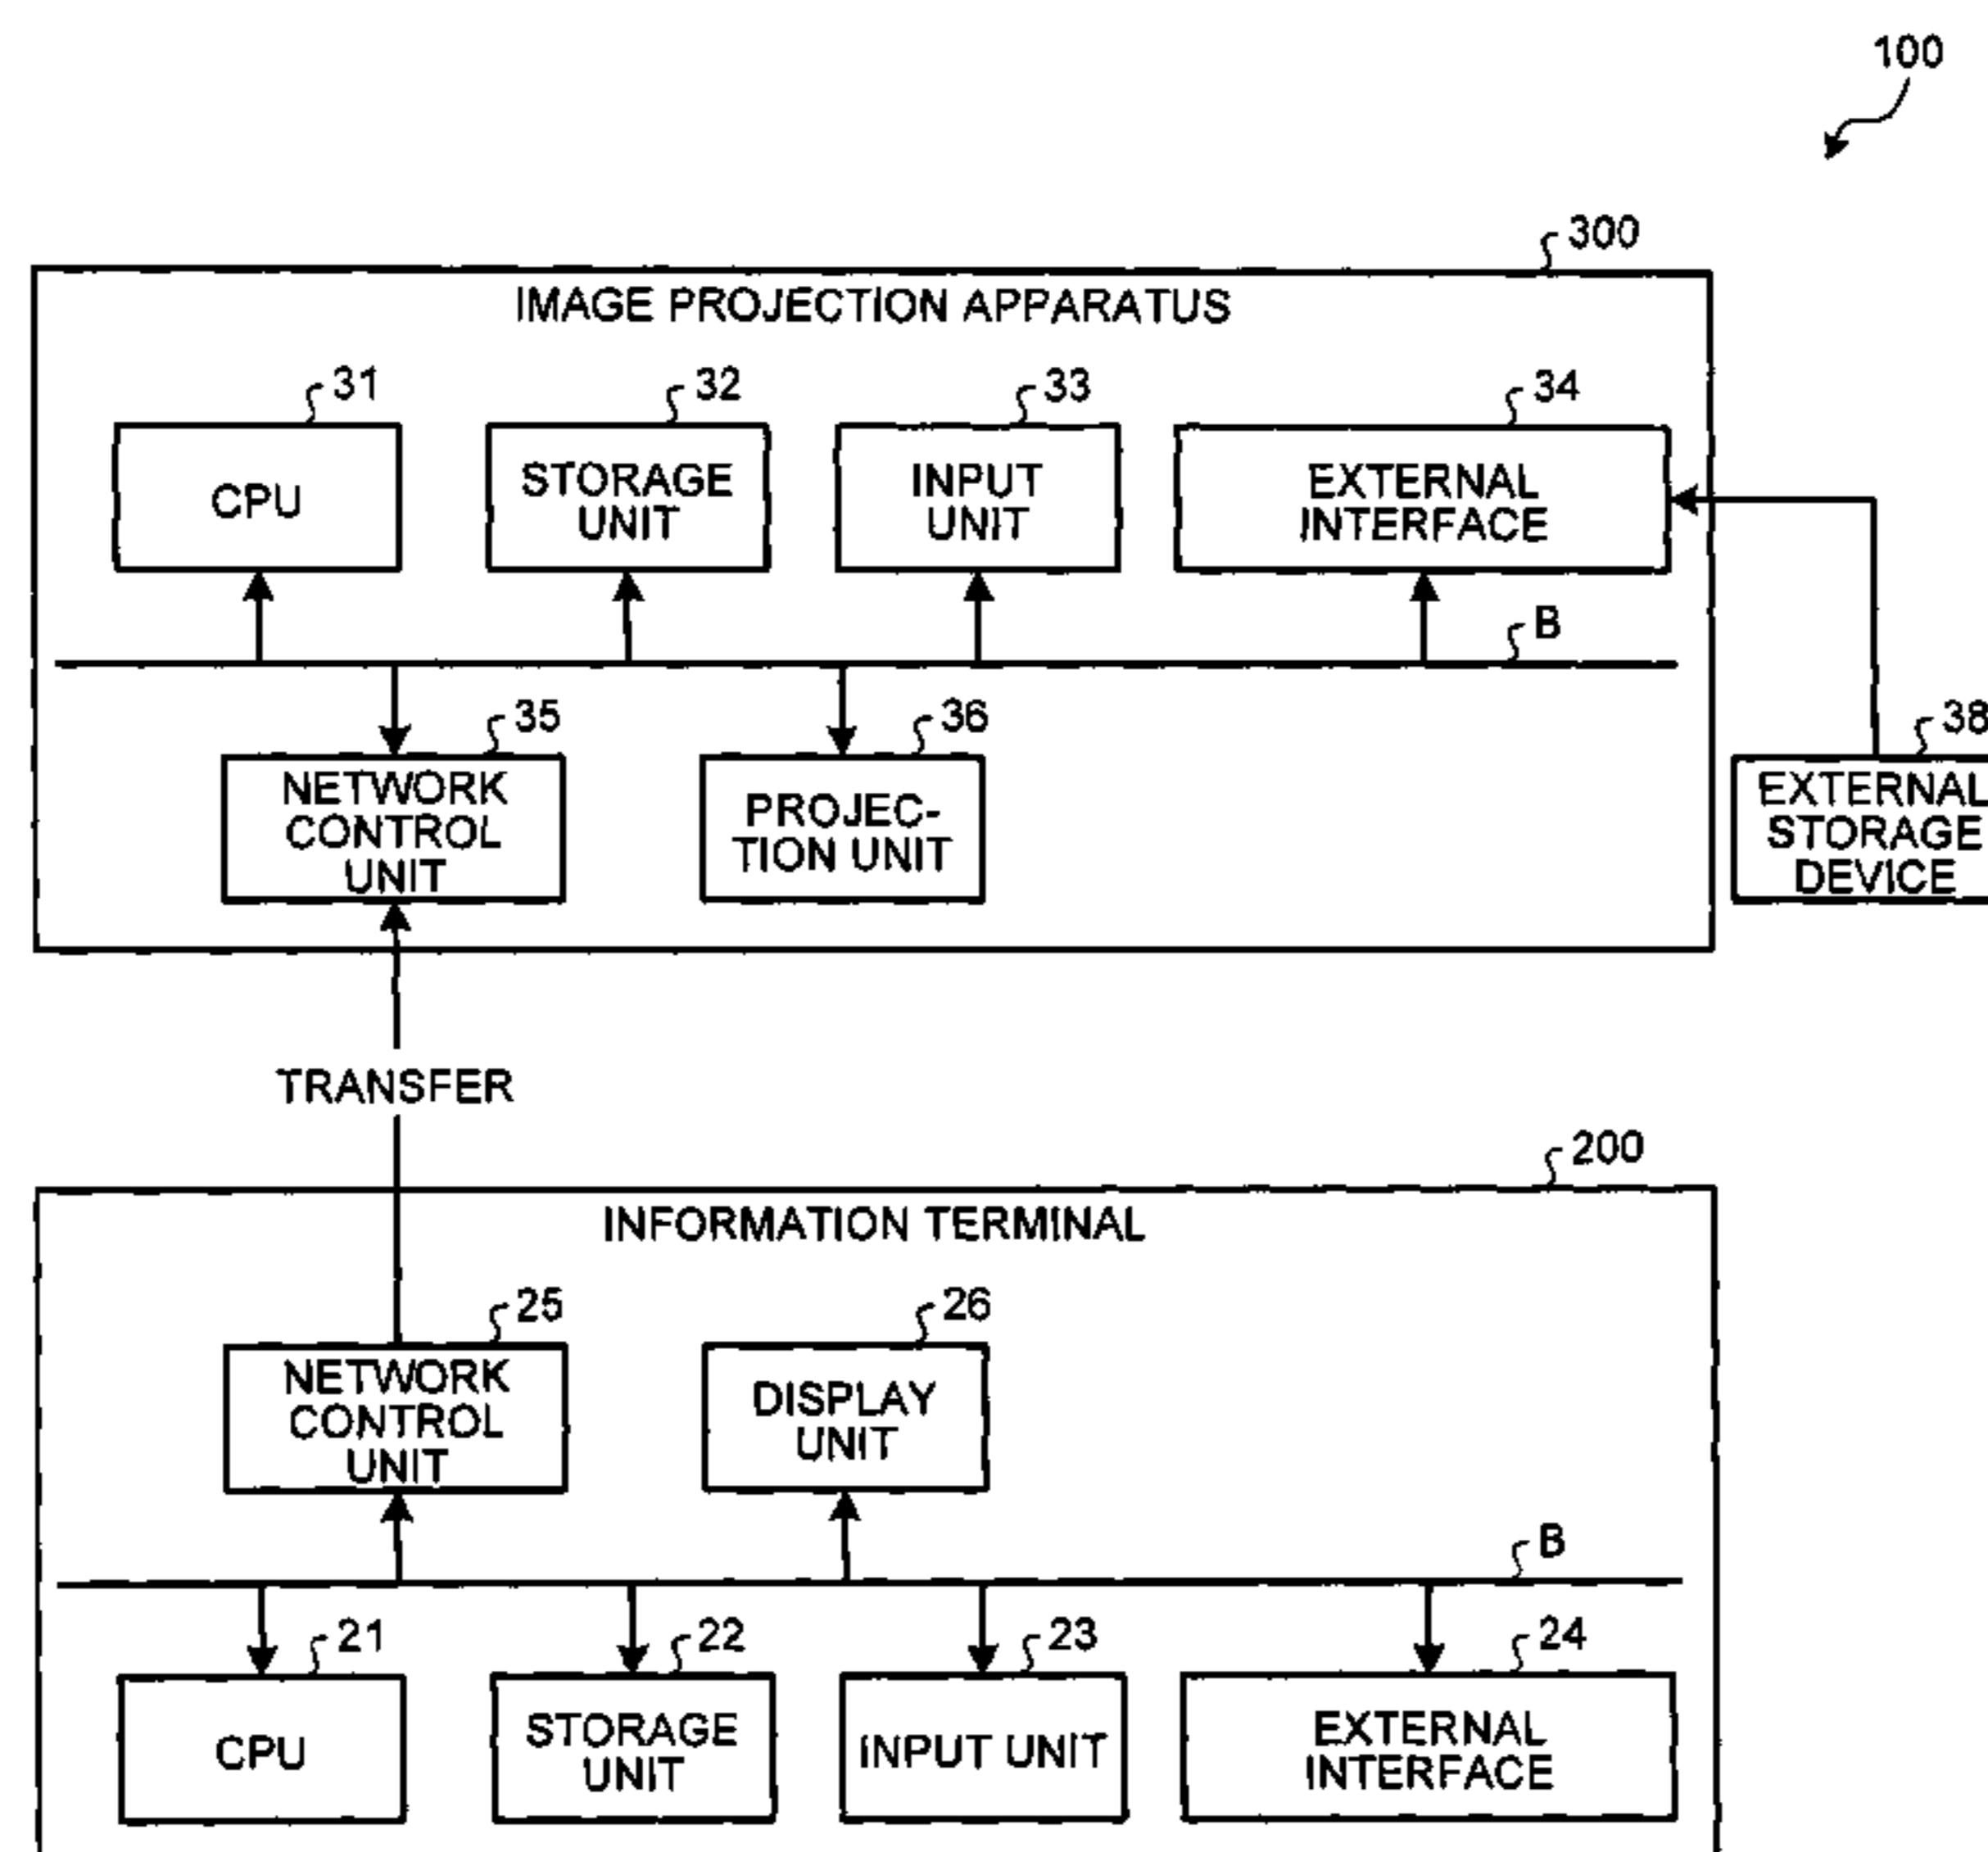 100
300
IMAGE PROJECTION APPARATUS
31
32
33
34
CPU
STORAGE
UNIT
INPUT
UNIT
EXTERNAL
INTERFACE
B
35
36
38
NETWORK
CONTROL
UNIT
PROJEC-
TION UNIT
EXTERNAL
STORAGE
DEVICE
TRANSFER
200
INFORMATION TERMINAL
25
26
NETWORK
CONTROL
UNIT
DISPLAY
UNIT
B
21
22
23
24
CPU
STORAGE
UNIT
INPUT UNIT
EXTERNAL
INTERFACE